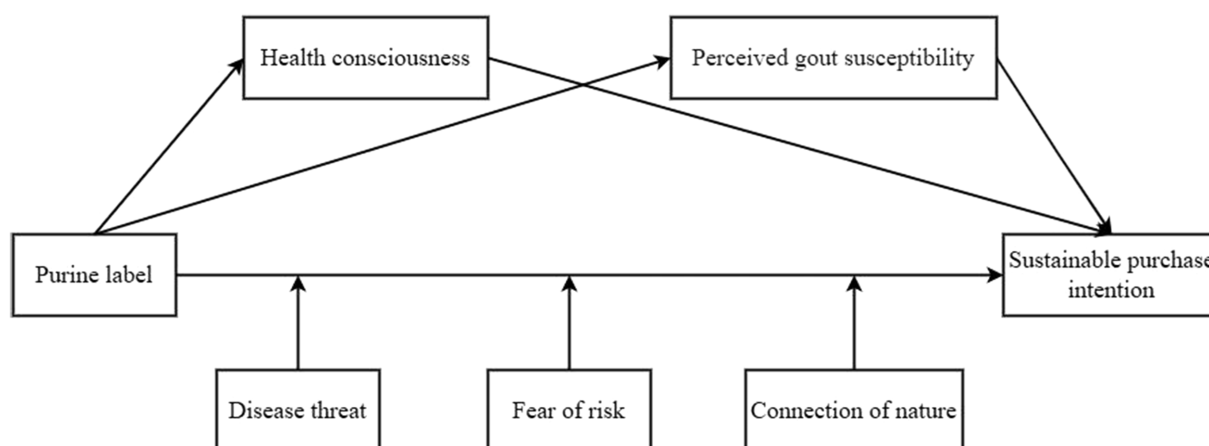 Health consciousness
Perceived gout susceptibility
Purine label
Sustainable purchase
intention
Disease threat
Fear of risk
Connection of nature